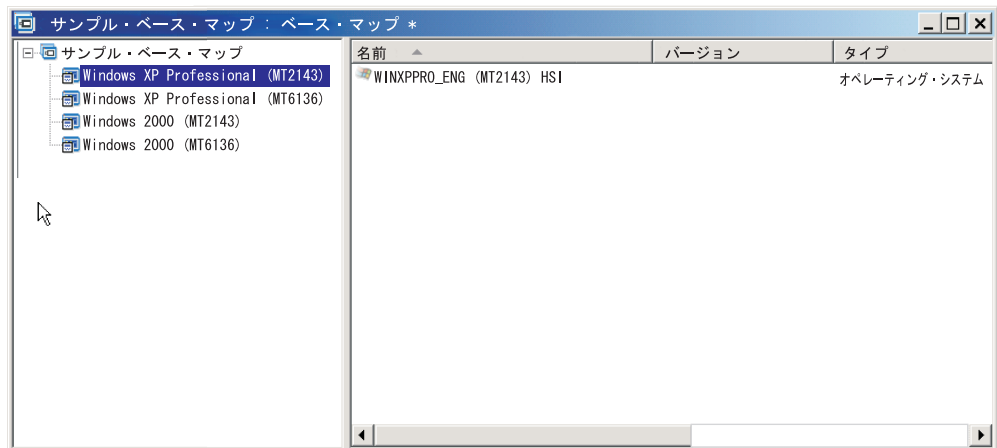 サンプル・ベース・マップ : ベース・マップ *
サンプル・ベース・マップ
Windows XP Professional (MT2143)
Windows XP Professional (MT6136)
Windows 2000 (MT2143)
Windows 2000 (MT6136)
名前 バージョン タイプ
WINXPPRO_ENG (MT2143) HSI オペレーティング・システム